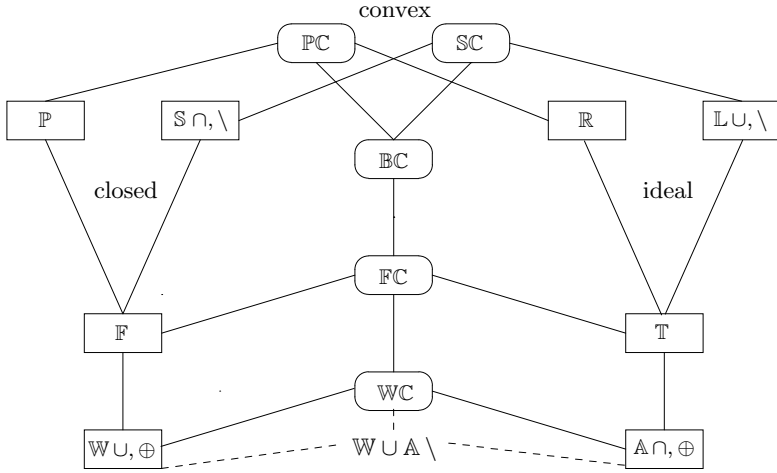 convex
ℙℂ
𝕊ℂ
ℙ
𝕊 ∩, \
ℝ
𝕃 ∪, \
𝔹ℂ
closed
ideal
𝔽ℂ
𝔽
𝕋
𝕎ℂ
𝕎 ∪, ⊕
𝕎 ∪ 𝔸 \
𝔸 ∩, ⊕